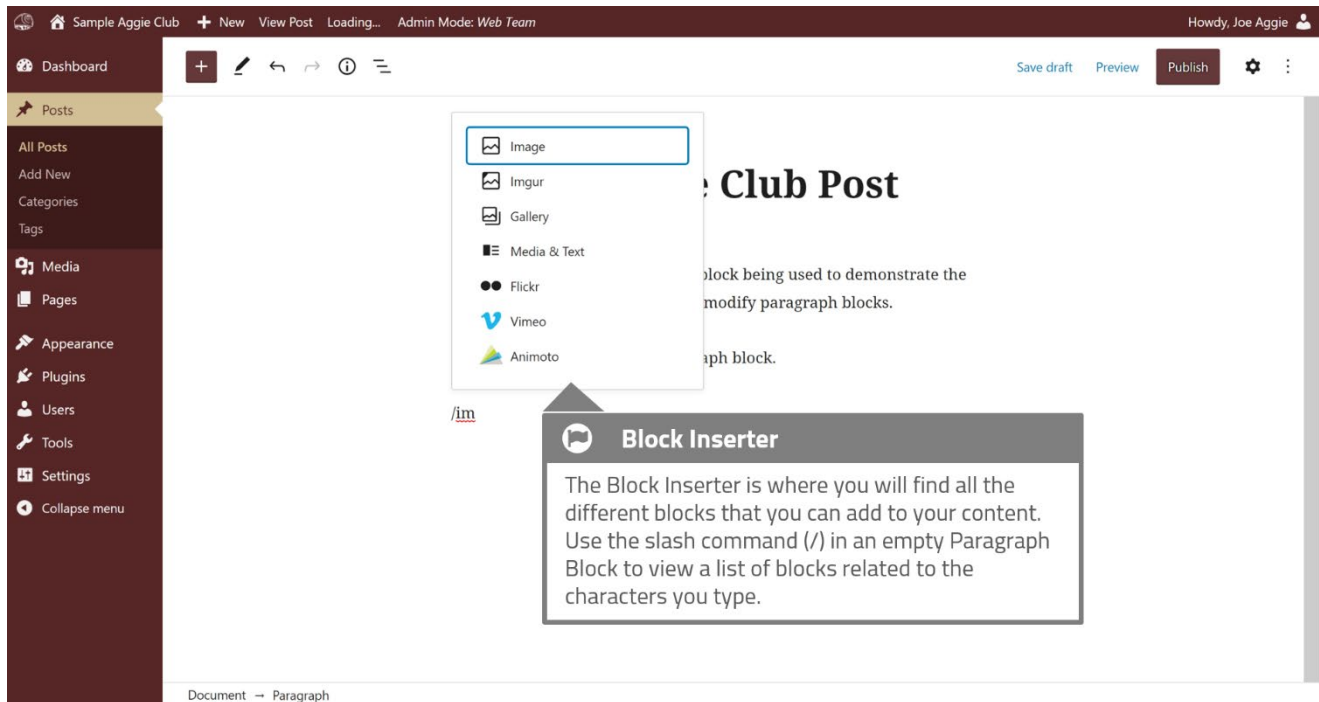 Sample Aggie Club New View Post Loading... Admin Mode: Web Team Howdy, Joe Aggie
Dashboard
Save draft Preview Publish
Posts
All Posts
Add New
Categories
Tags
Media
Pages
Appearance
Plugins
Users
Tools
Settings
Collapse menu
Image
Imgur
Gallery
Media & Text
Flickr
Vimeo
Animoto
Club Post
block being used to demonstrate the
modify paragraph blocks.
block.
/im
Block Inserter
The Block Inserter is where you will find all the
different blocks that you can add to your content.
Use the slash command (/) in an empty Paragraph
Block to view a list of blocks related to the
characters you type.
Document → Paragraph